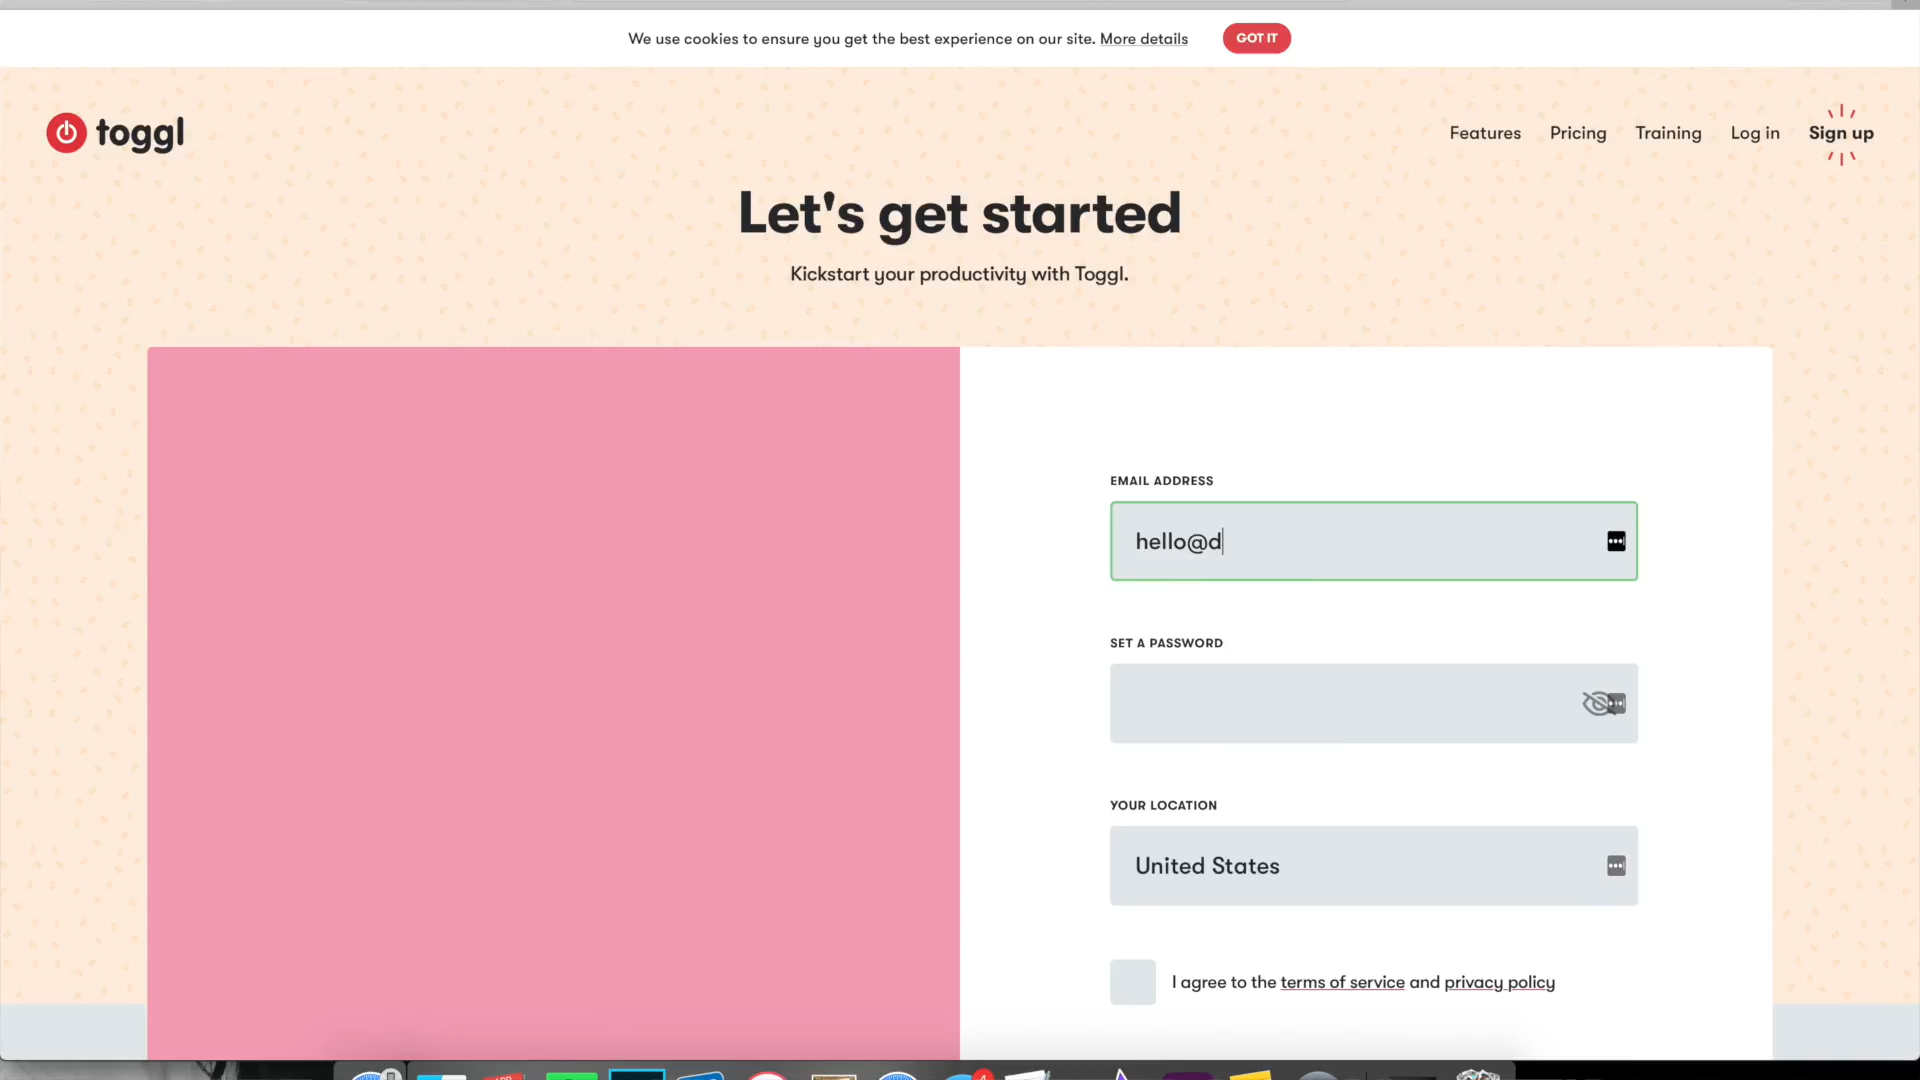 We use cookies to ensure you get the best experience on our site. More details GOT IT
toggl
Features Pricing Training Log in Sign up
Let's get started
Kickstart your productivity with Toggl.
EMAIL ADDRESS
hello@d
SET A PASSWORD
YOUR LOCATION
United States
I agree to the terms of service and privacy policy
4